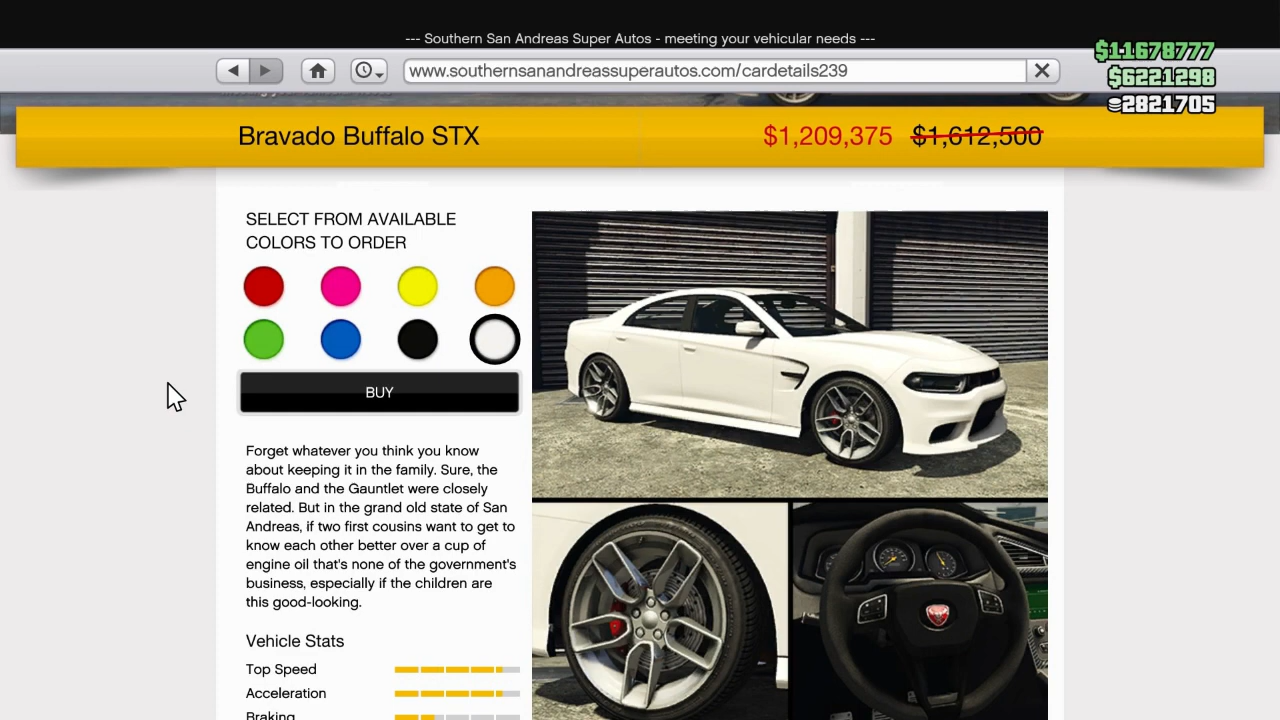 --- Southern San Andreas Super Autos - meeting your vehicular needs ---
$11678777
www.southernsanandreassuperautos.com/cardetails239
$6221298
2821705
Bravado Buffalo STX
$1,209,375 $1,612,500
SELECT FROM AVAILABLE
COLORS TO ORDER
BUY
Forget whatever you think you know
about keeping it in the family. Sure, the
Buffalo and the Gauntlet were closely
related. But in the grand old state of San
Andreas, if two first cousins want to get to
know each other better over a cup of
engine oil that's none of the government's
business, especially if the children are
this good-looking.
Vehicle Stats
Top Speed
Acceleration
Braking